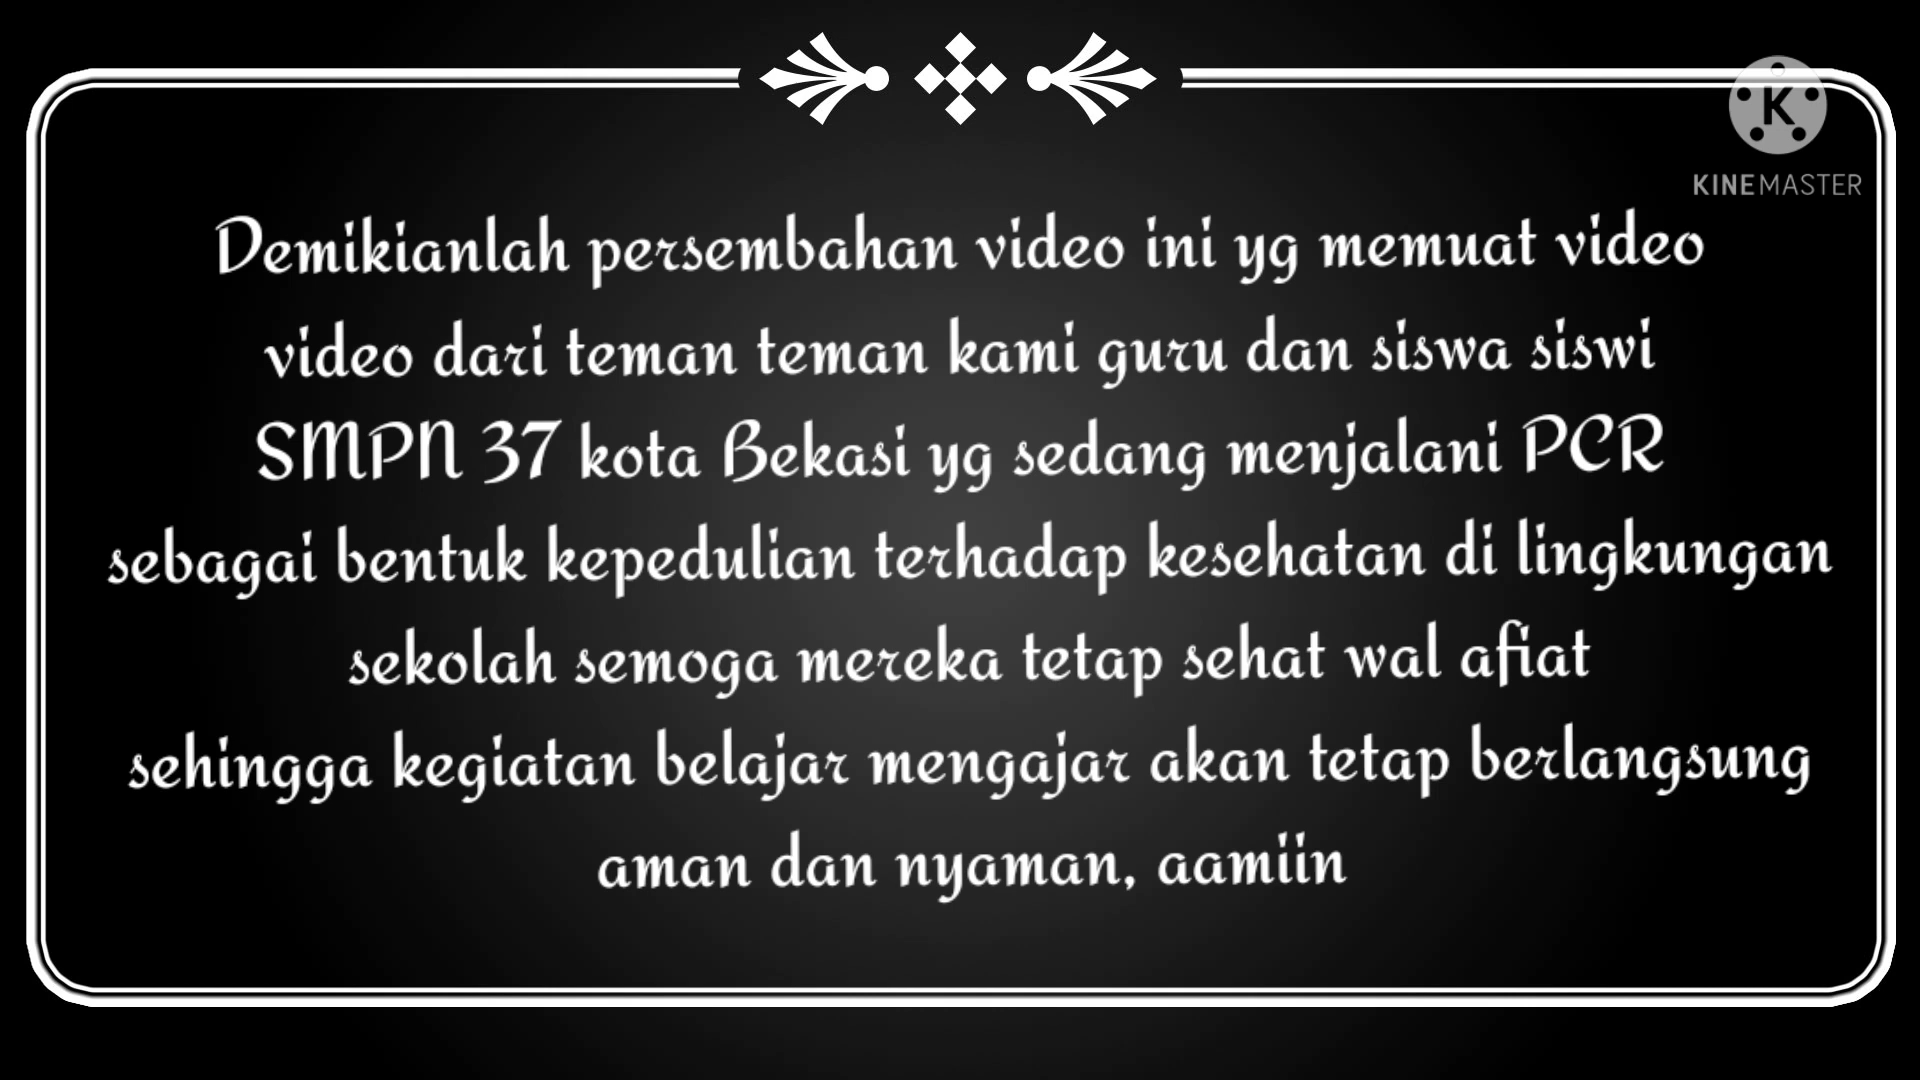 KINEMASTER
Demikianlah persembahan video ini yg memuat video
video dari teman teman kami guru dan siswa siswi
SMPN 37 kota Bekasi yg sedang menjalani PCR
sebagai bentuk kepedulian terhadap kesehatan di lingkungan
sekolah semoga mereka tetap sehat wal afiat
sehingga kegiatan belajar mengajar akan tetap berlangsung
aman dan nyaman, aamiin